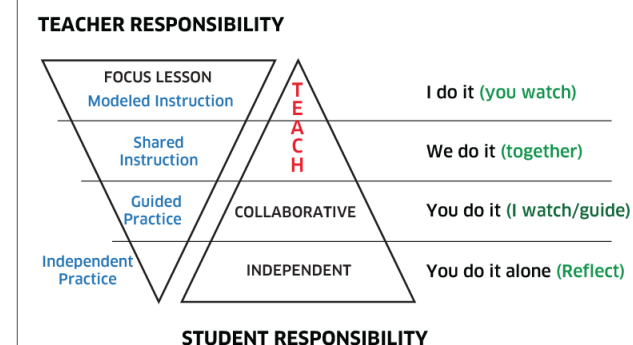 TEACHER RESPONSIBILITY
FOCUS LESSON
Modeled Instruction
TEACH
I do it (you watch)
Shared
Instruction
We do it (together)
Guided
Practice
COLLABORATIVE
You do it (I watch/guide)
Independent
Practice
INDEPENDENT
You do it alone (Reflect)
STUDENT RESPONSIBILITY